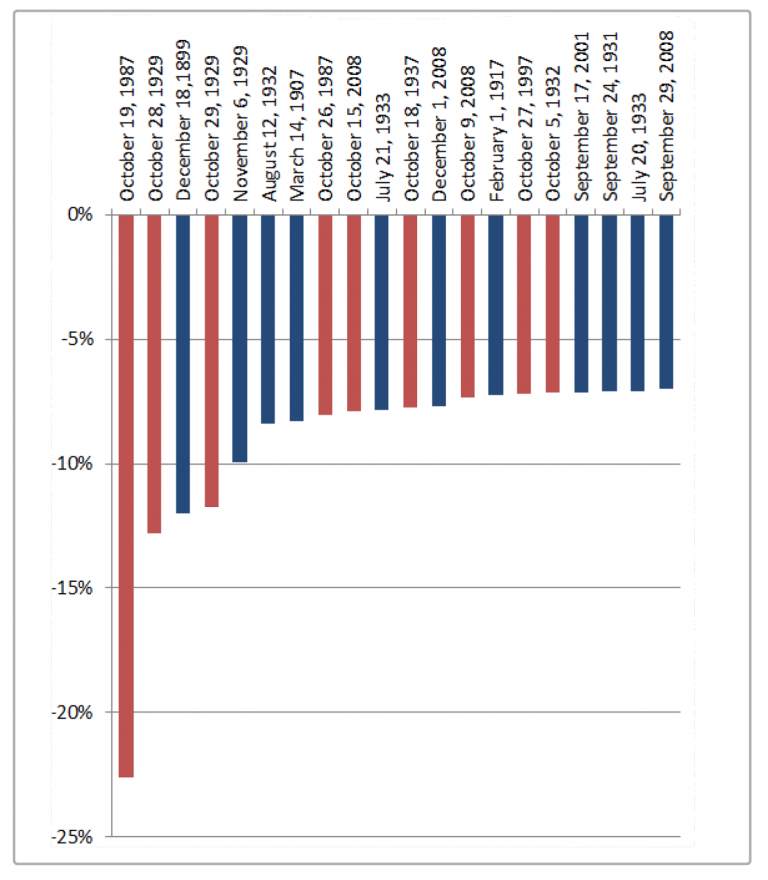 October 19, 1987
October 28, 1929
December 18,1899
October 29, 1929
November 6, 1929
August 12, 1932
March 14, 1907
October 26, 1987
October 15, 2008
July 21, 1933
October 18, 1937
December 1, 2008
October 9, 2008
February 1, 1917
October 27, 1997
October 5, 1932
September 17, 2001
September 24, 1931
July 20, 1933
September 29, 2008
0%
-5%
-10%
-15%
-20%
-25%